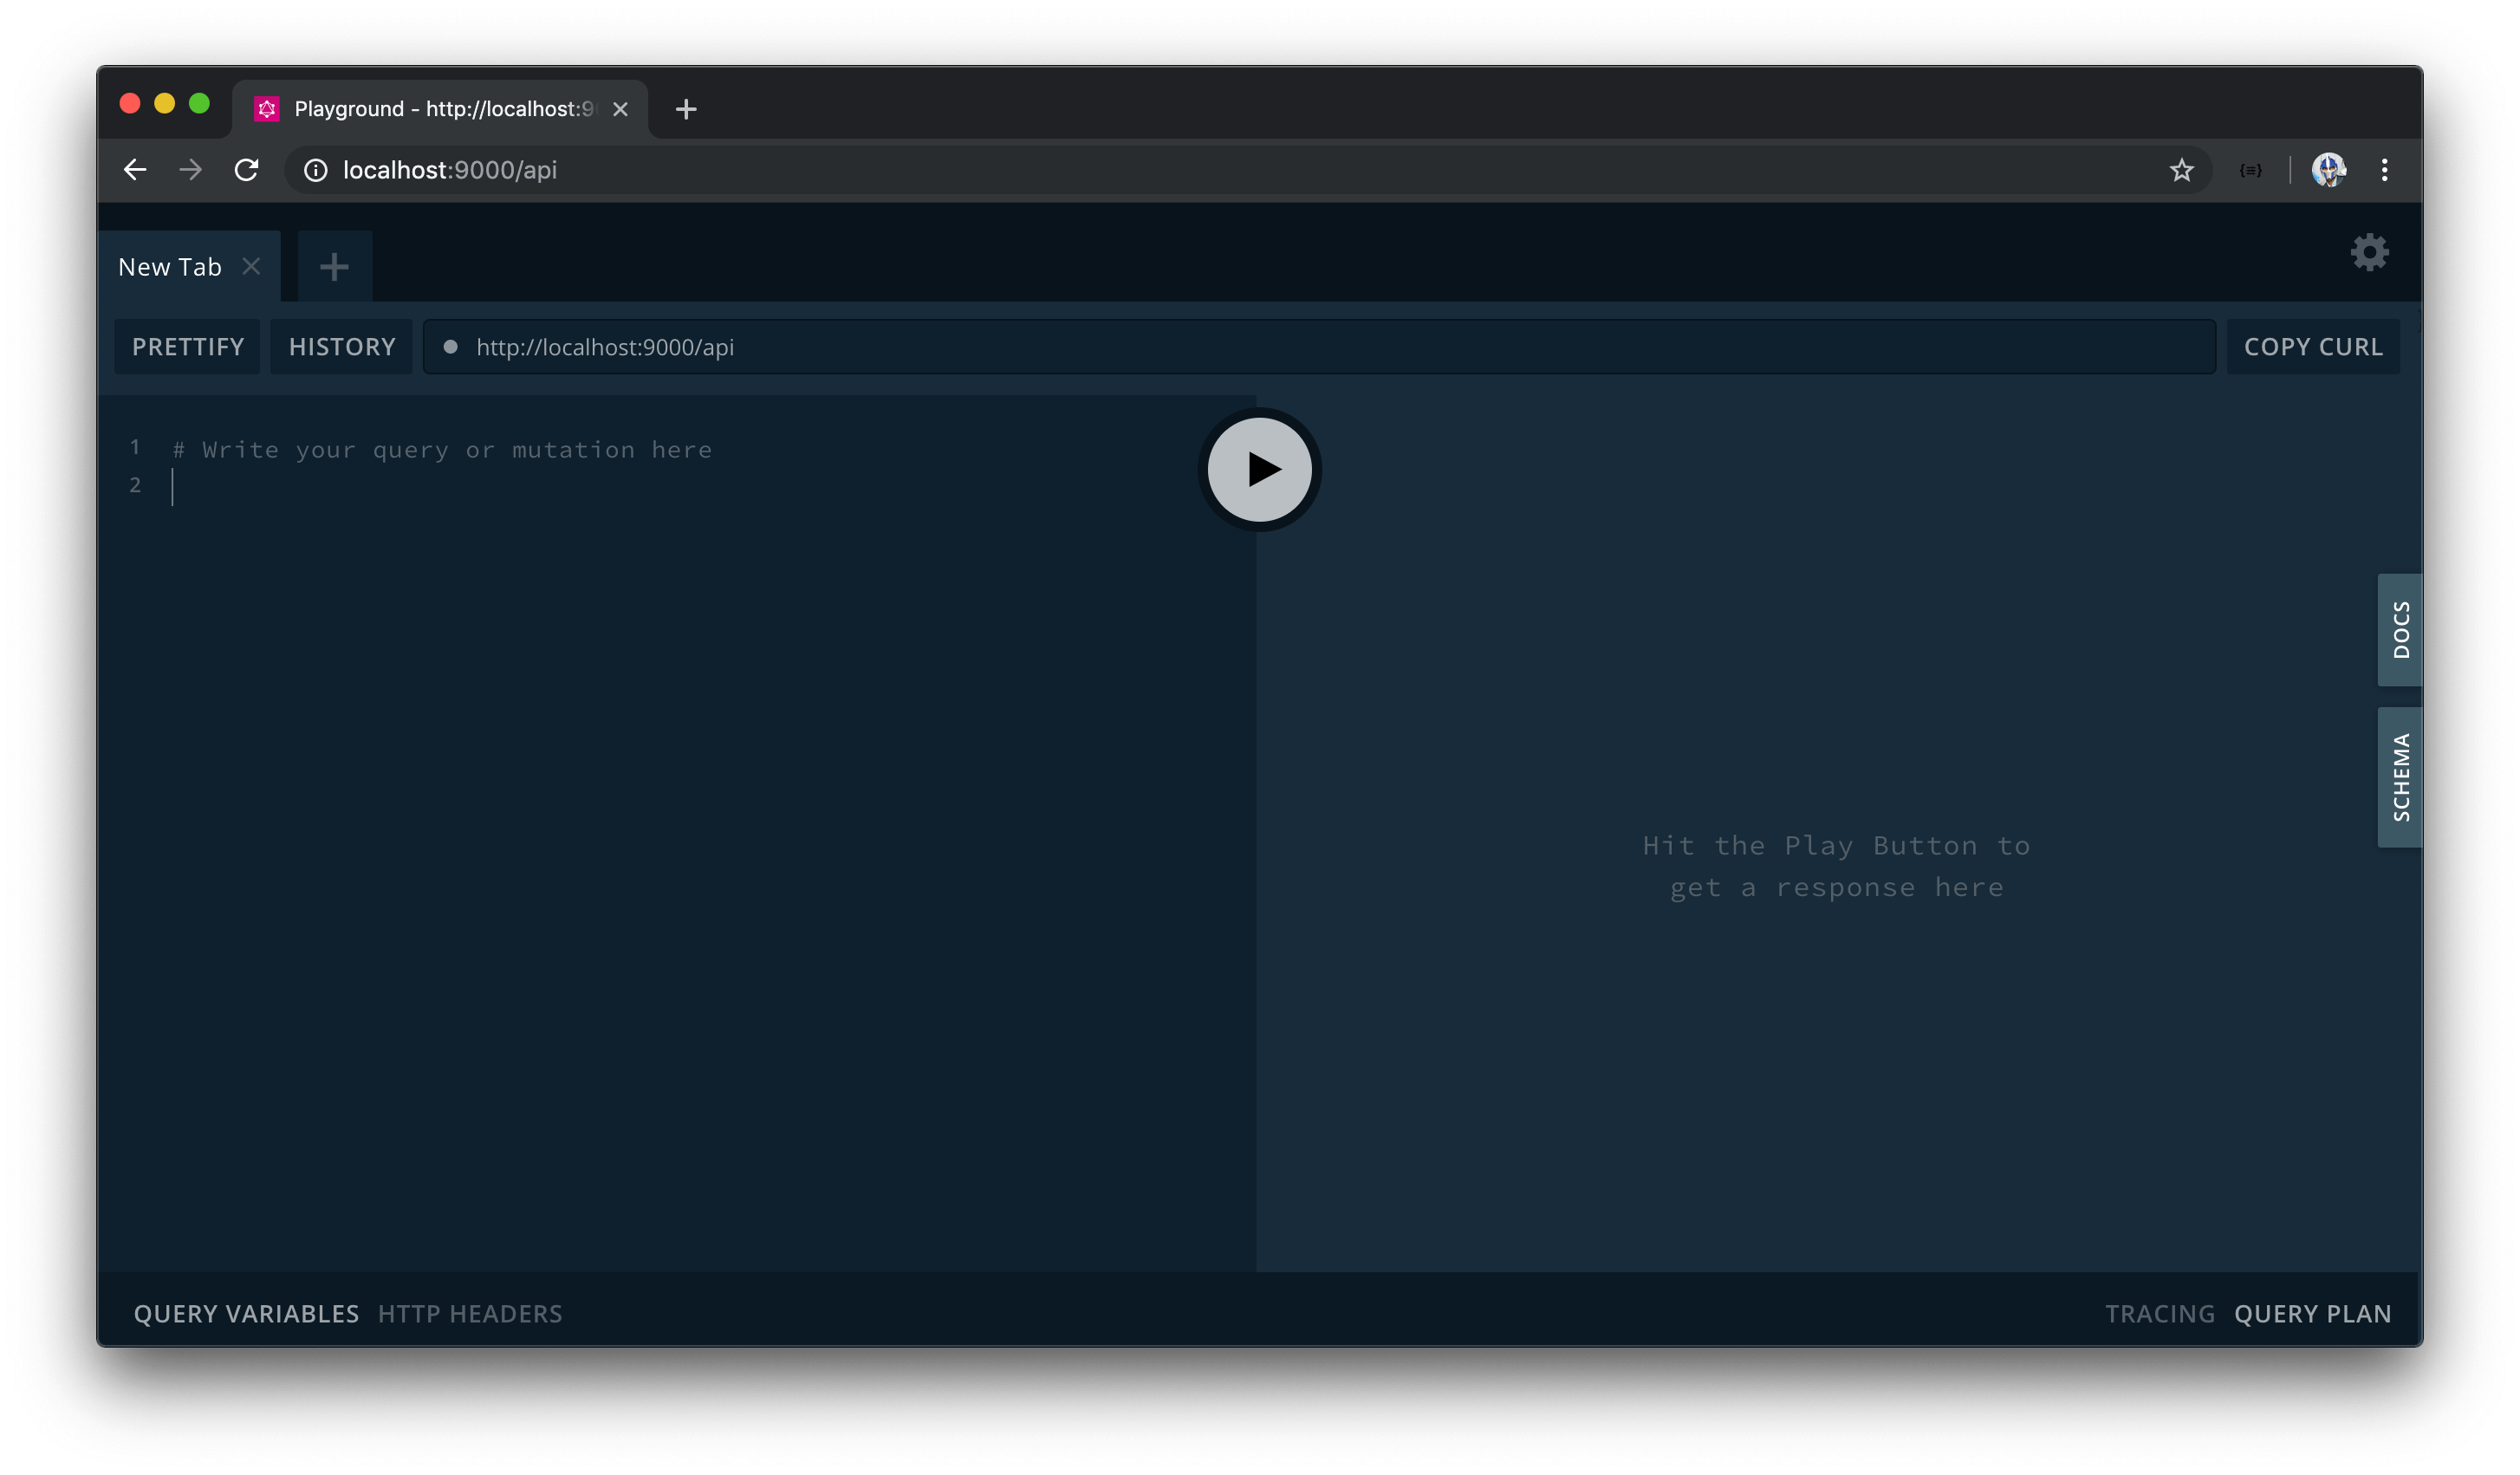 Playground - http://localhost:9
localhost:9000/api
New Tab
PRETTIFY
HISTORY
http://localhost:9000/api
COPY CURL
1 # Write your query or mutation here
2
DOCS
SCHEMA
Hit the Play Button to
get a response here
QUERY VARIABLES
HTTP HEADERS
TRACING
QUERY PLAN